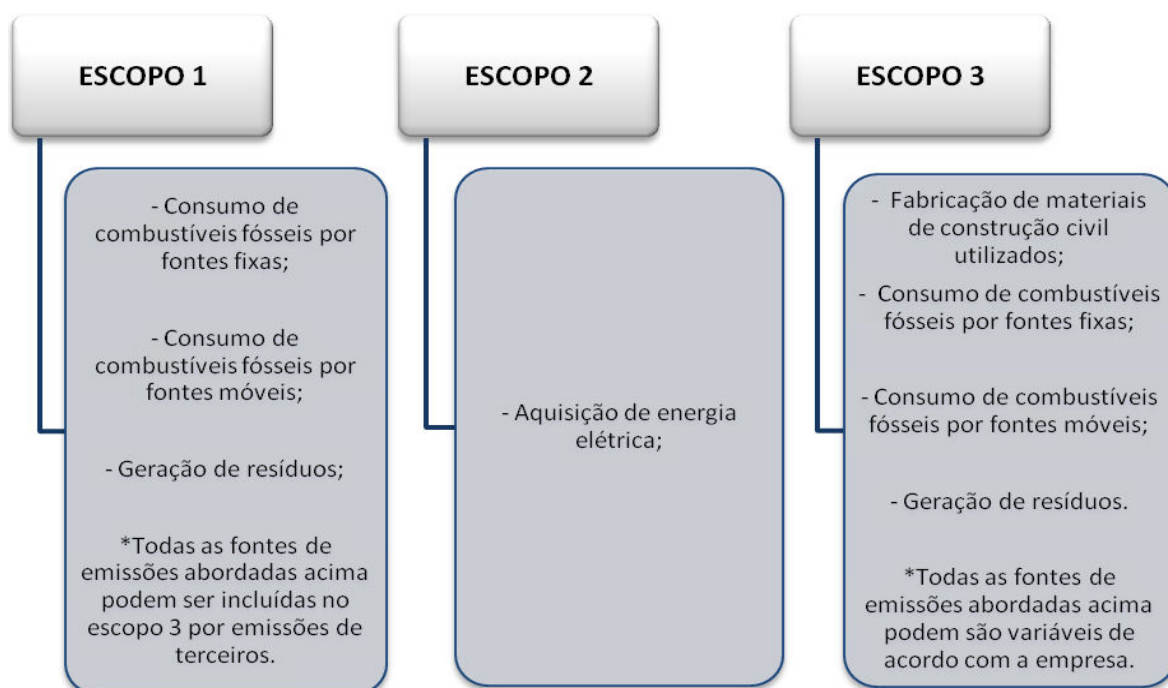 ESCOPO 1
- Consumo de
combustíveis fósseis por
fontes fixas;
- Consumo de
combustíveis fósseis por
fontes móveis;
- Geração de resíduos;
*Todas as fontes de
emissões abordadas acima
podem ser incluídas no
escopo 3 por emissões de
terceiros.
ESCOPO 2
- Aquisição de energia
elétrica;
ESCOPO 3
- Fabricação de materiais
de construção civil
utilizados;
- Consumo de combustíveis
fósseis por fontes fixas;
- Consumo de combustíveis
fósseis por fontes móveis;
- Geração de resíduos.
*Todas as fontes de
emissões abordadas acima
podem são variáveis de
acordo com a empresa.